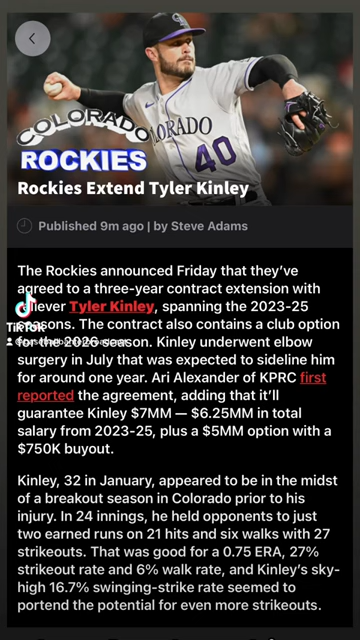 COLORADO
ORADO
40
COLORADO
ROCKIES
Rockies Extend Tyler Kinley
Published 9m ago | by Steve Adams
The Rockies announced Friday that they've
agreed to a three-year contract extension with
reliever Tyler Kinley, spanning the 2023-25
seasons. The contract also contains a club option
for the 2026 season. Kinley underwent elbow
surgery in July that was expected to sideline him
for around one year. Ari Alexander of KPRC first
reported the agreement, adding that it'll
guarantee Kinley $7MM — $6.25MM in total
salary from 2023-25, plus a $5MM option with a
$750K buyout.
TikTok
Kinley, 32 in January, appeared to be in the midst
of a breakout season in Colorado prior to his
injury. In 24 innings, he held opponents to just
two earned runs on 21 hits and six walks with 27
strikeouts. That was good for a 0.75 ERA, 27%
strikeout rate and 6% walk rate, and Kinley's sky-
high 16.7% swinging-strike rate seemed to
portend the potential for even more strikeouts.